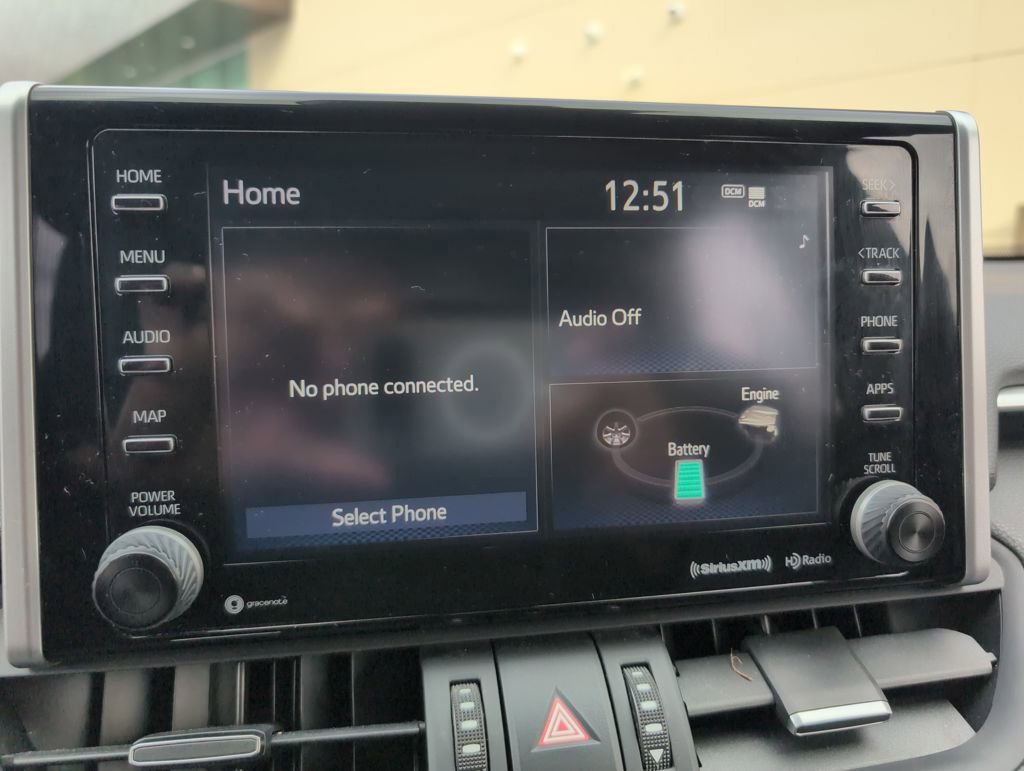 HOME
MENU
AUDIO
MAP
POWER
VOLUME
Home
12:51
DCM
DCM
No phone connected.
Select Phone
Audio Off
Engine
Battery
SEEK>
<TRACK
PHONE
APPS
TUNE
SCROLL
gracenote
((SiriusXM))
HD Radio